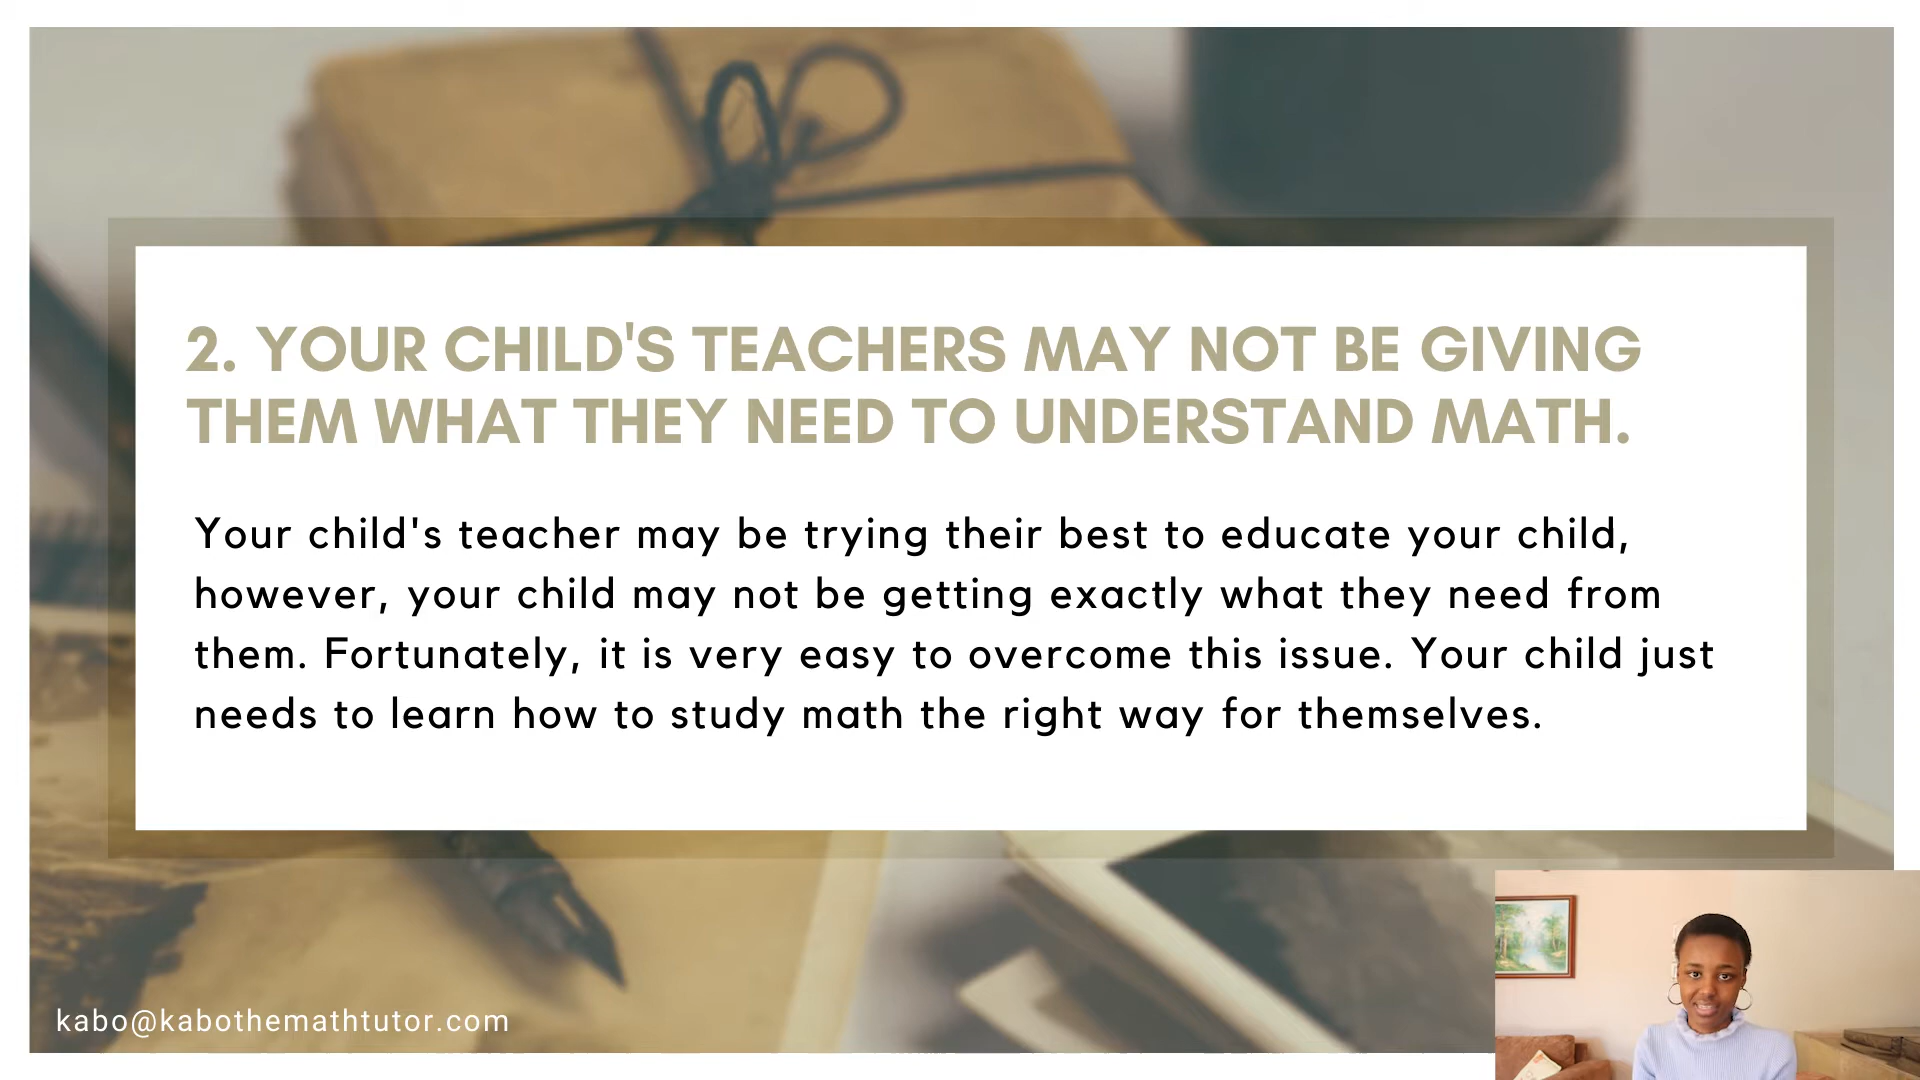 2. YOUR CHILD'S TEACHERS MAY NOT BE GIVING
THEM WHAT THEY NEED TO UNDERSTAND MATH.
Your child's teacher may be trying their best to educate your child,
however, your child may not be getting exactly what they need from
them. Fortunately, it is very easy to overcome this issue. Your child just
needs to learn how to study math the right way for themselves.
kabo@kabothemathtutor.com